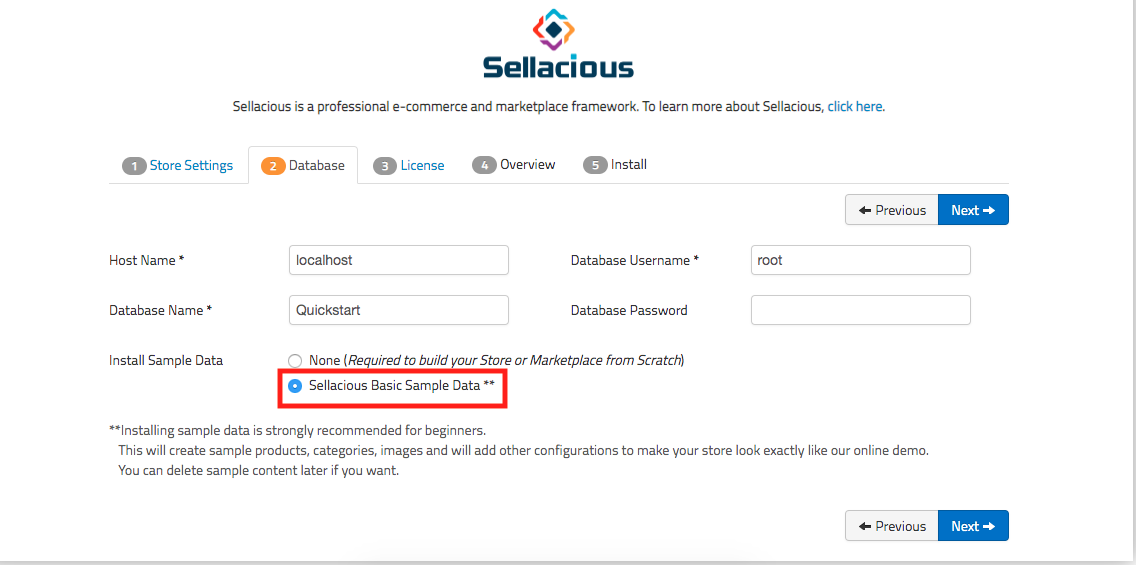 Sellacious
Sellacious is a professional e-commerce and marketplace framework. To learn more about Sellacious, click here.
1 Store Settings 2 Database 3 License 4 Overview 5 Install
Previous Next
Host Name * localhost Database Username * root
Database Name * Quickstart Database Password
Install Sample Data None (Required to build your Store or Marketplace from Scratch)
Sellacious Basic Sample Data **
**Installing sample data is strongly recommended for beginners.
This will create sample products, categories, images and will add other configurations to make your store look exactly like our online demo.
You can delete sample content later if you want.
Previous Next